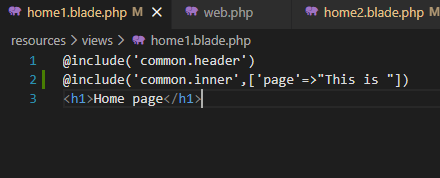 home1.blade.php M web.php home2.blade.php M
resources > views > home1.blade.php
1 @include('common.header')
2 @include('common.inner',['page'=>"This is "])
3 <h1>Home page</h1>